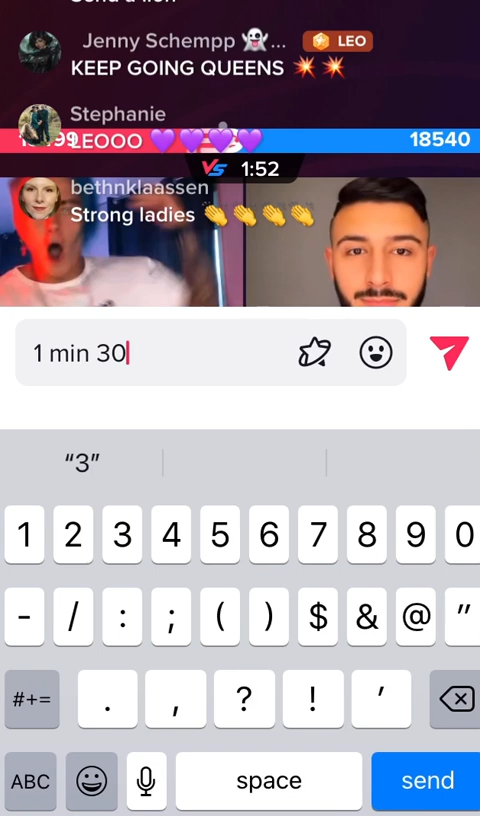 Jenny Schempp 👻...
LEO
KEEP GOING QUEENS 💥 💥
Stephanie
LEOOO 💜 💜 💜 💜
18540
VS 1:52
bethnklaassen
Strong ladies 👏 👏 👏 👏
1 min 30
“3”
1 2 3 4 5 6 7 8 9 0
- / : ; ( ) $ & @ "
#+= . , ? ! ’
ABC space send